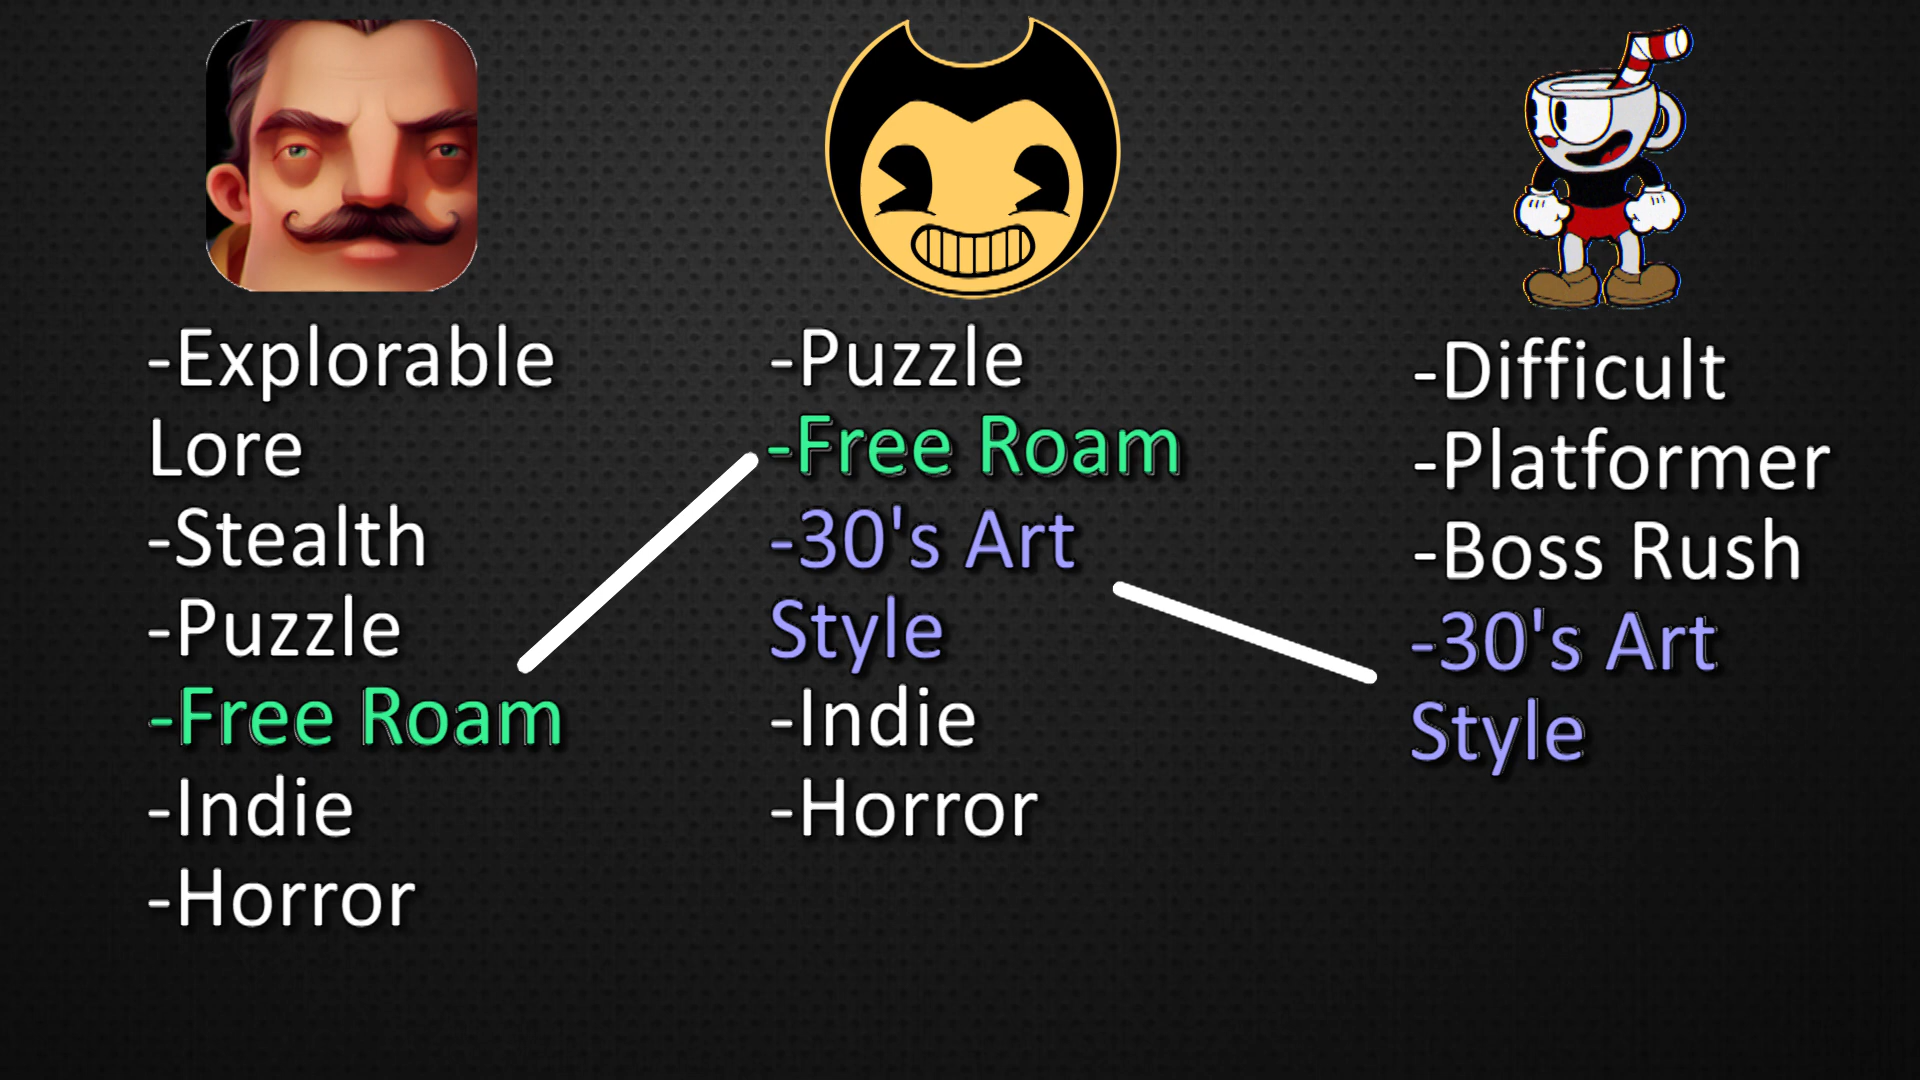 -Explorable
Lore
-Stealth
-Puzzle
-Free Roam
-Indie
-Horror
-Puzzle
-Free Roam
-30's Art
Style
-Indie
-Horror
-Difficult
-Platformer
-Boss Rush
-30's Art
Style